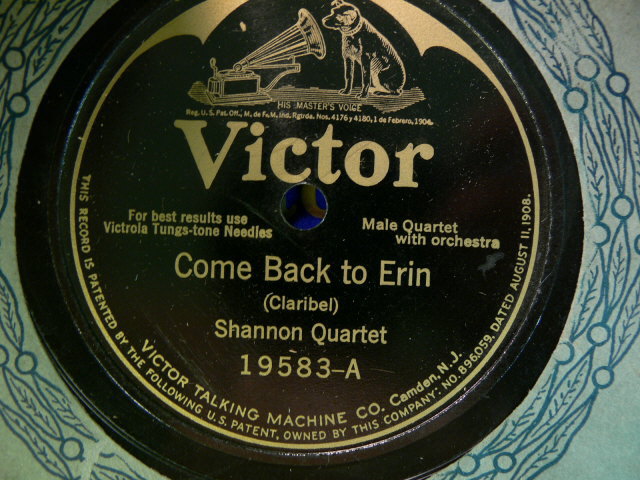 HIS MASTER'S VOICE
Reg. U.S. Pat. Off., M. de F., M. Ind. Rgtrda. Nos. 4176 y 4180, 1 de Febrero, 1904.
Victor
For best results use
Victrola Tungs-tone Needles
Male Quartet
with orchestra
Come Back to Erin
(Claribel)
Shannon Quartet
19583-A
VICTOR TALKING MACHINE CO. Camden, N.J.
THIS RECORD IS PATENTED BY THE FOLLOWING U.S. PATENT, OWNED BY THIS COMPANY: NO. 896,059, DATED AUGUST 11, 1908.